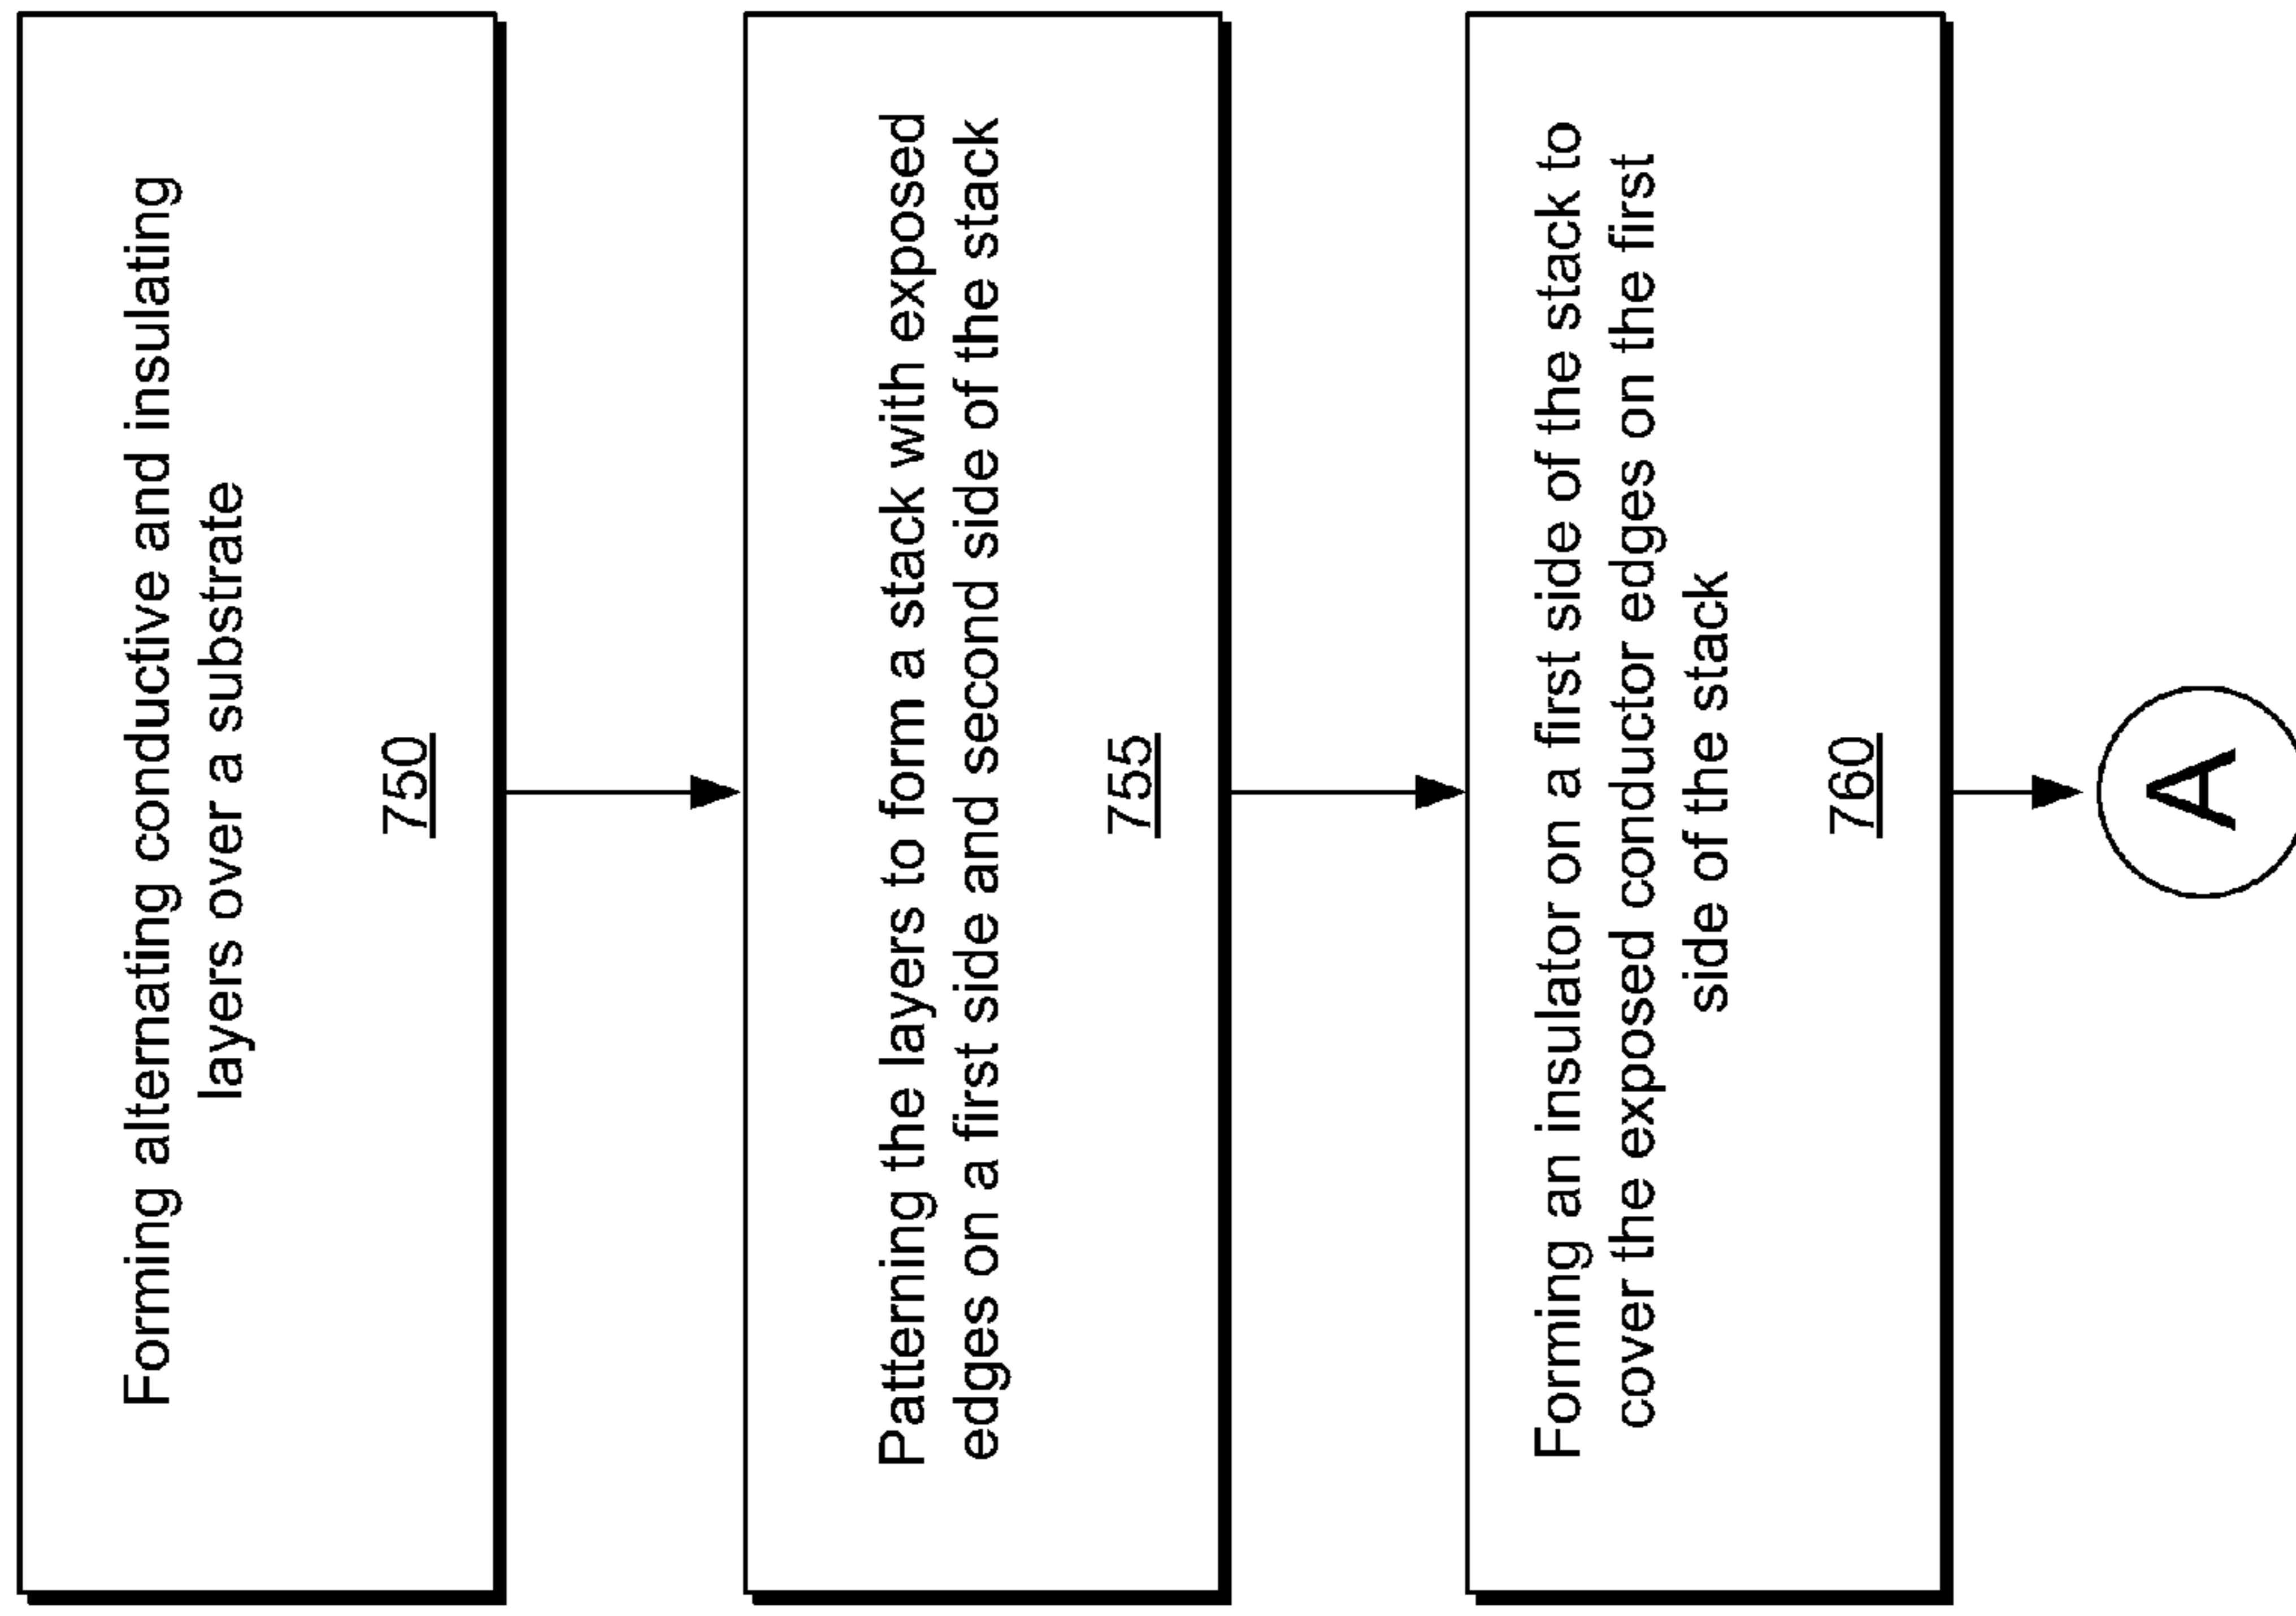 Forming alternating conductive and insulating
layers over a substrate
750
Patterning the layers to form a stack with exposed
edges on a first side and second side of the stack
755
Forming an insulator on a first side of the stack to
cover the exposed conductor edges on the first
side of the stack
760
A